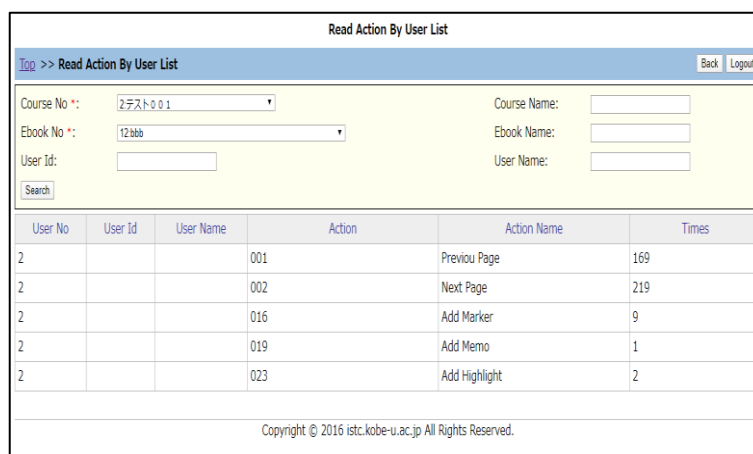 Read Action By User List
Top >> Read Action By User List Back Logout
Course No *: 2テスト００１ Course Name:
Ebook No *: 12:bbb Ebook Name:
User Id: User Name:
Search
User No User Id User Name Action Action Name Times
2 001 Previou Page 169
2 002 Next Page 219
2 016 Add Marker 9
2 019 Add Memo 1
2 023 Add Highlight 2
Copyright © 2016 istc.kobe-u.ac.jp All Rights Reserved.